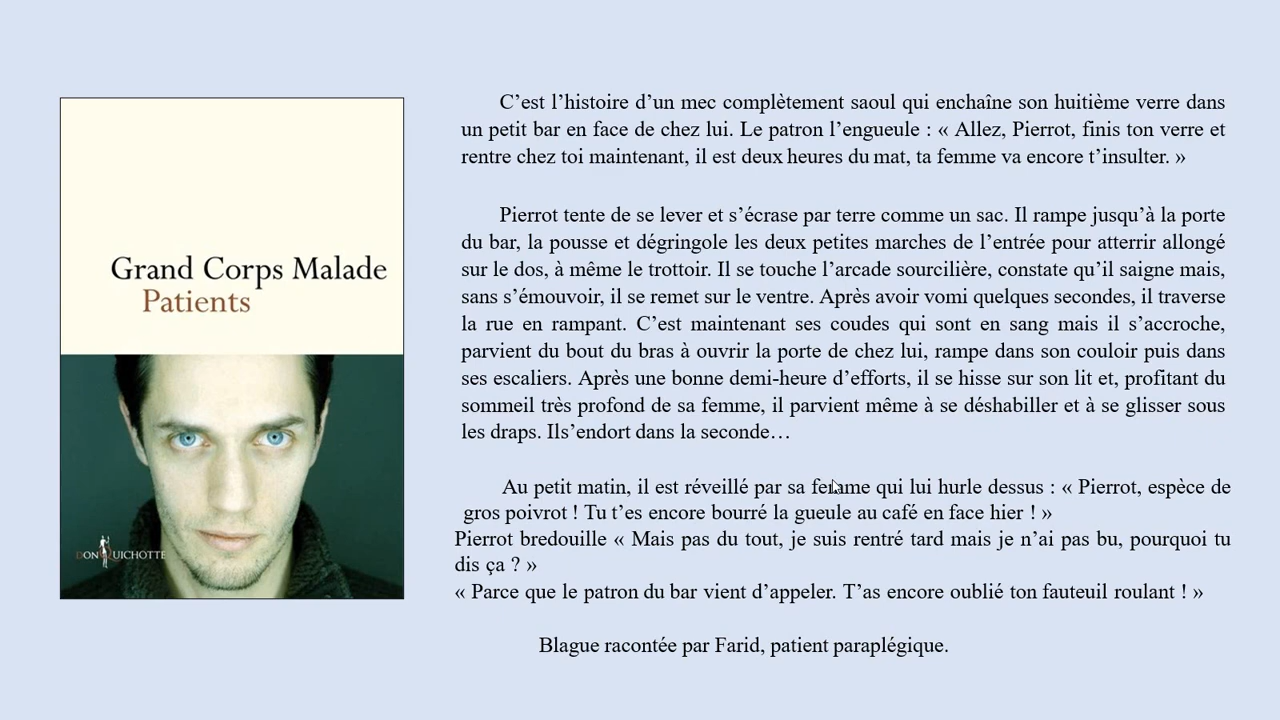 Grand Corps Malade
Patients
DON QUICHOTTE
C’est l’histoire d’un mec complètement saoul qui enchaîne son huitième verre dans
un petit bar en face de chez lui. Le patron l’engueule : « Allez, Pierrot, finis ton verre et
rentre chez toi maintenant, il est deux heures du mat, ta femme va encore t’insulter. »
Pierrot tente de se lever et s’écrase par terre comme un sac. Il rampe jusqu’à la porte
du bar, la pousse et dégringole les deux petites marches de l’entrée pour atterrir allongé
sur le dos, à même le trottoir. Il se touche l’arcade sourcilière, constate qu’il saigne mais,
sans s’émouvoir, il se remet sur le ventre. Après avoir vomi quelques secondes, il traverse
la rue en rampant. C’est maintenant ses coudes qui sont en sang mais il s’accroche,
parvient du bout du bras à ouvrir la porte de chez lui, rampe dans son couloir puis dans
ses escaliers. Après une bonne demi-heure d’efforts, il se hisse sur son lit et, profitant du
sommeil très profond de sa femme, il parvient même à se déshabiller et à se glisser sous
les draps. Ils’endort dans la seconde…
Au petit matin, il est réveillé par sa femme qui lui hurle dessus : « Pierrot, espèce de
gros poivrot ! Tu t’es encore bourré la gueule au café en face hier ! »
Pierrot bredouille « Mais pas du tout, je suis rentré tard mais je n’ai pas bu, pourquoi tu
dis ça ? »
« Parce que le patron du bar vient d’appeler. T’as encore oublié ton fauteuil roulant ! »
Blague racontée par Farid, patient paraplégique.